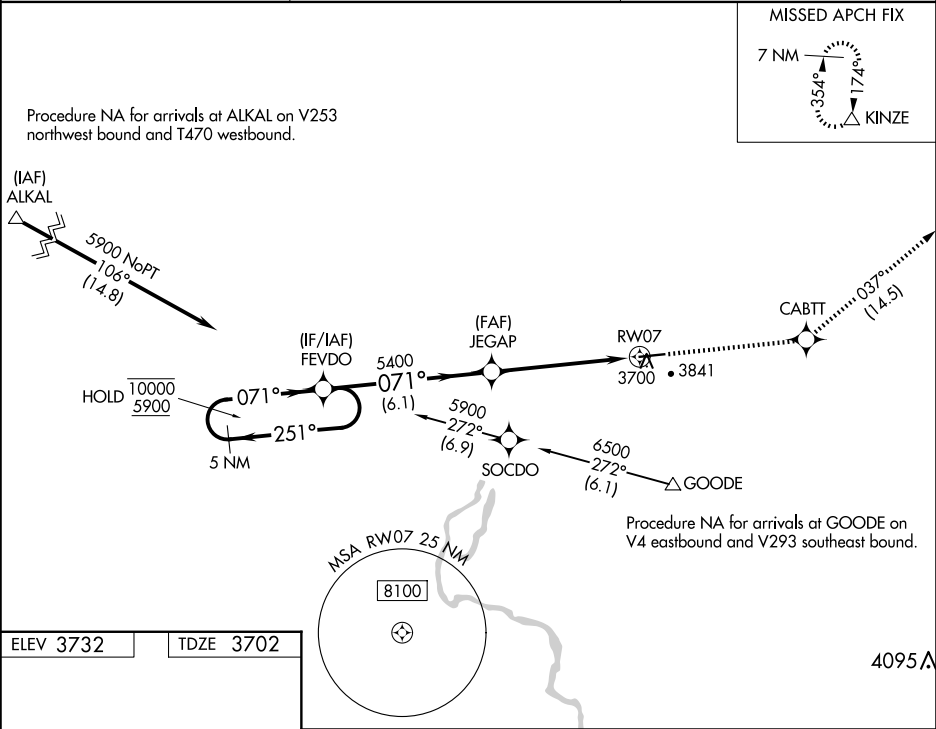 MISSED APCH FIX
7 NM
354°
174°
KINZE
Procedure NA for arrivals at ALKAL on V253
northwest bound and T470 westbound.
(IAF)
ALKAL
5900 NoPT
106°
(14.8)
037°
(14.5)
CABTT
(IF/IAF)
FEVDO
(FAF)
JEGAP
RW07
3700
3841
5400
071°
(6.1)
HOLD
10000
5900
071°
251°
5 NM
5900
272°
(6.9)
SOCDO
6500
272°
(6.1)
GOODE
Procedure NA for arrivals at GOODE on
V4 eastbound and V293 southeast bound.
MSA RW07 25 NM
8100
ELEV 3732
TDZE 3702
4095